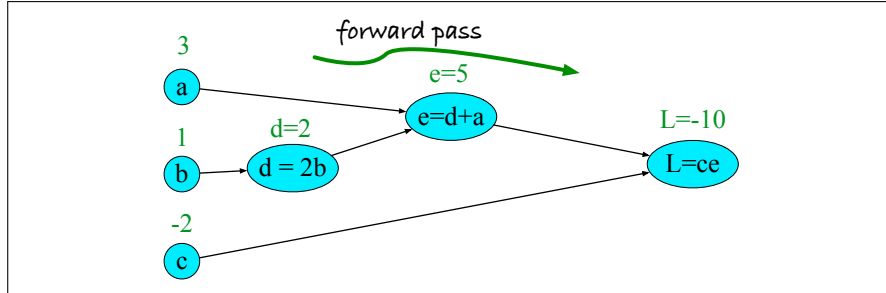 forward pass
3
a
e=5
e=d+a
1
b
d=2
d = 2b
L=-10
L=ce
-2
c